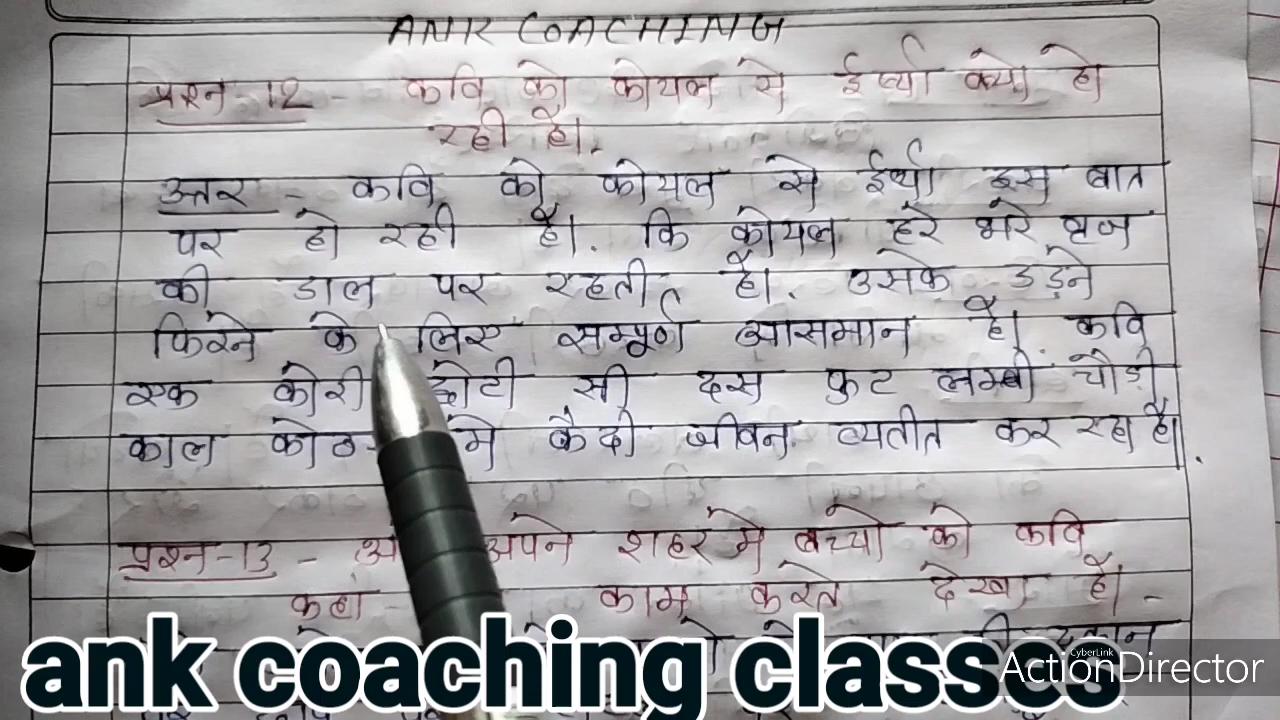 ANK COACHING
प्रश्न-12 - कवि को कोयल से ईर्ष्या क्यो हो
रही है।
उत्तर - कवि को कोयल से ईर्ष्या इस बात
पर हो रही है। कि कोयल हरे भरे वृज
की डाल पर रहती है। उसके उड़ने
फिरने के लिए सम्पूर्ण आसमान है। कवि
एक कोरी छोटी सी दस फुट लम्बी चौड़ी
काल कोठ मे कैदी जीवन व्यतीत कर रहा है।
प्रश्न-13 - अपने शहर मे बच्चो को कवि
कहा काम करते देखा है। -
दुकान
ank coaching classes
CyberLink
ActionDirector